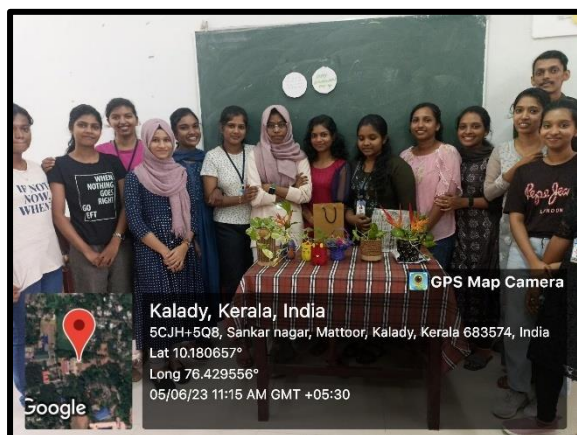 IF NOT
NOW,
WHEN?
WHEN
NOTHING
GOES
RIGHT
GO
LEFT
Pepe Jeans
LONDON
GPS Map Camera
Kalady, Kerala, India
5CJH+5Q8, Sankar nagar, Mattoor, Kalady, Kerala 683574, India
Lat 10.180657°
Long 76.429556°
05/06/23 11:15 AM GMT +05:30
Google